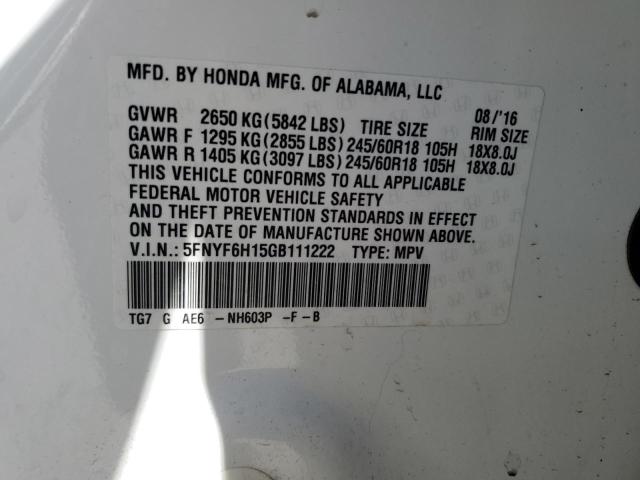 MFD. BY HONDA MFG. OF ALABAMA, LLC
GVWR 2650 KG(5842 LBS) TIRE SIZE 08/'16 RIM SIZE
GAWR F 1295 KG(2855 LBS)245/60R18 105H 18X8.0J
GAWR R 1405 KG(3097 LBS)245/60R18 105H 18X8.0J
THIS VEHICLE CONFORMS TO ALL APPLICABLE
FEDERAL MOTOR VEHICLE SAFETY
AND THEFT PREVENTION STANDARDS IN EFFECT
ON THE DATE OF MANUFACTURE SHOWN ABOVE.
V.I.N.: 5FNYF6H15GB111222 TYPE: MPV
TG7 G AE6 -NH603P -F-B